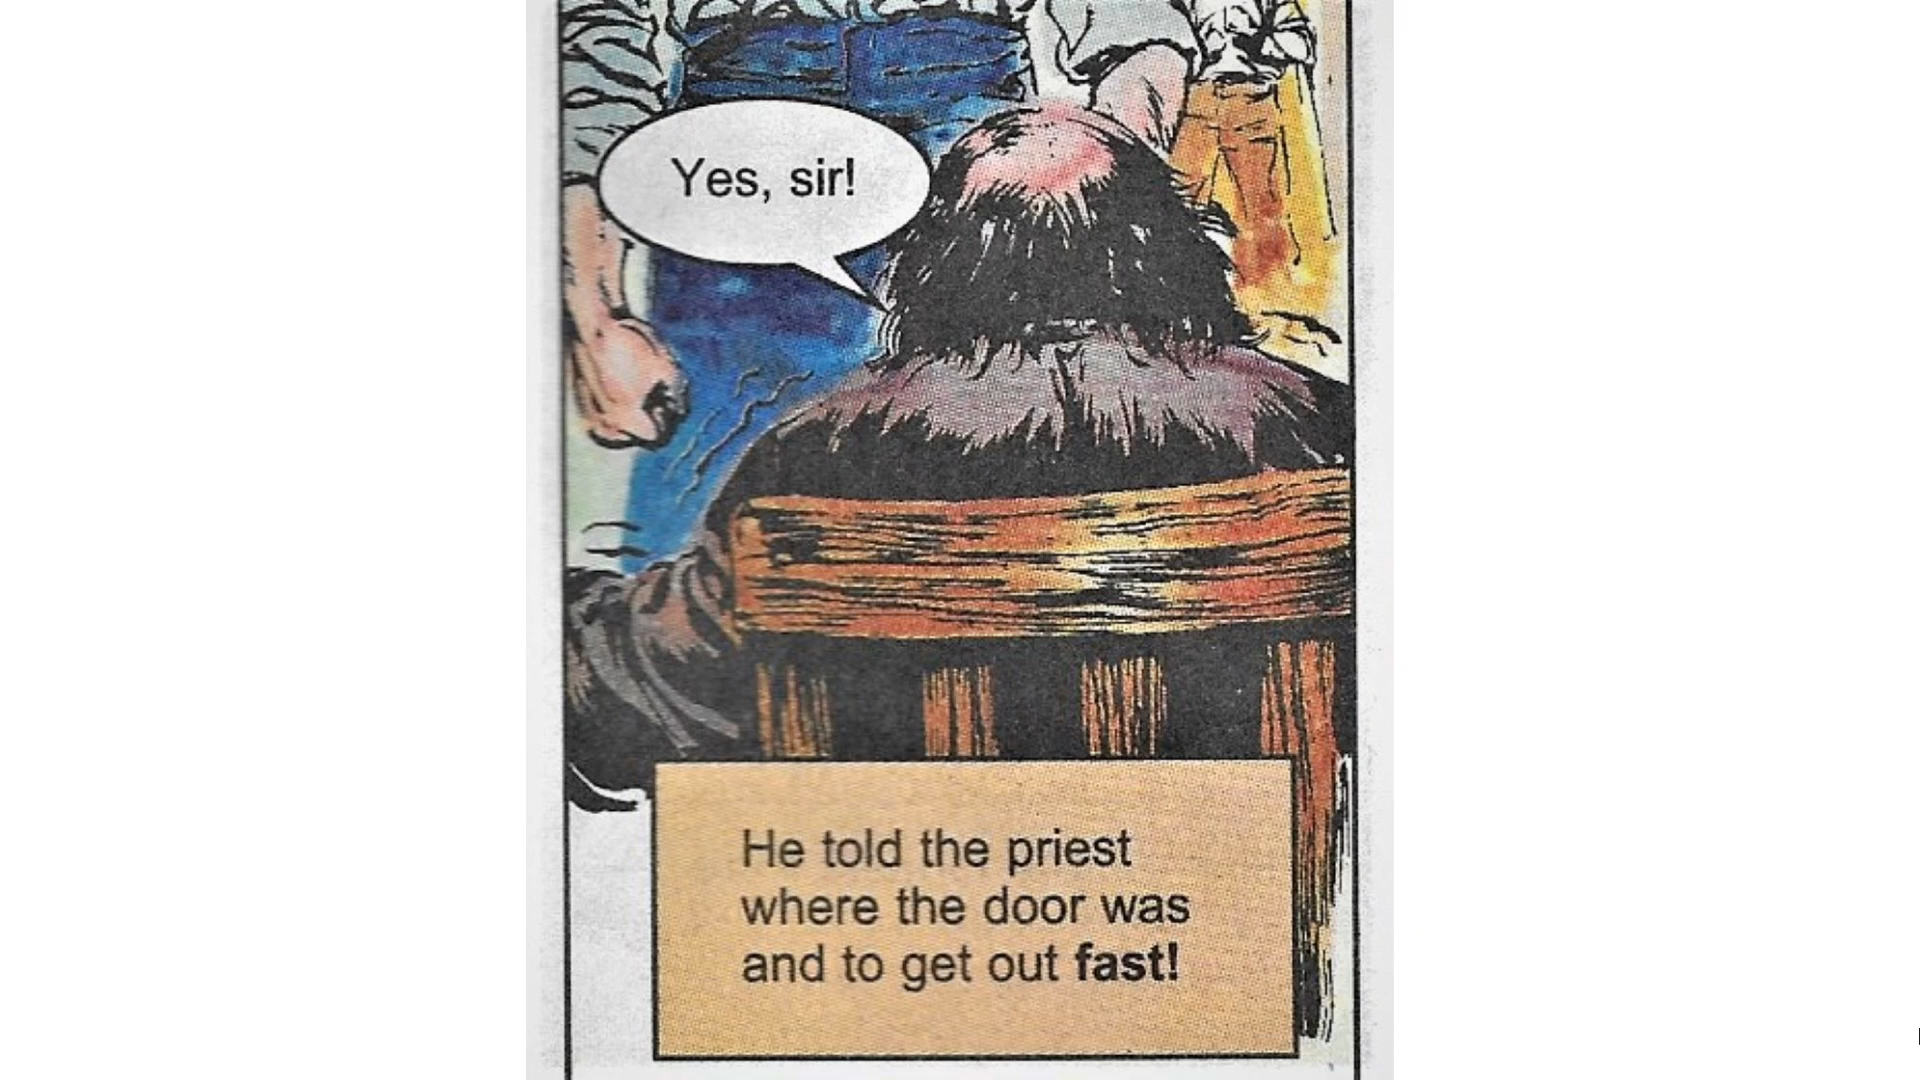 Yes, sir!
He told the priest
where the door was
and to get out fast!